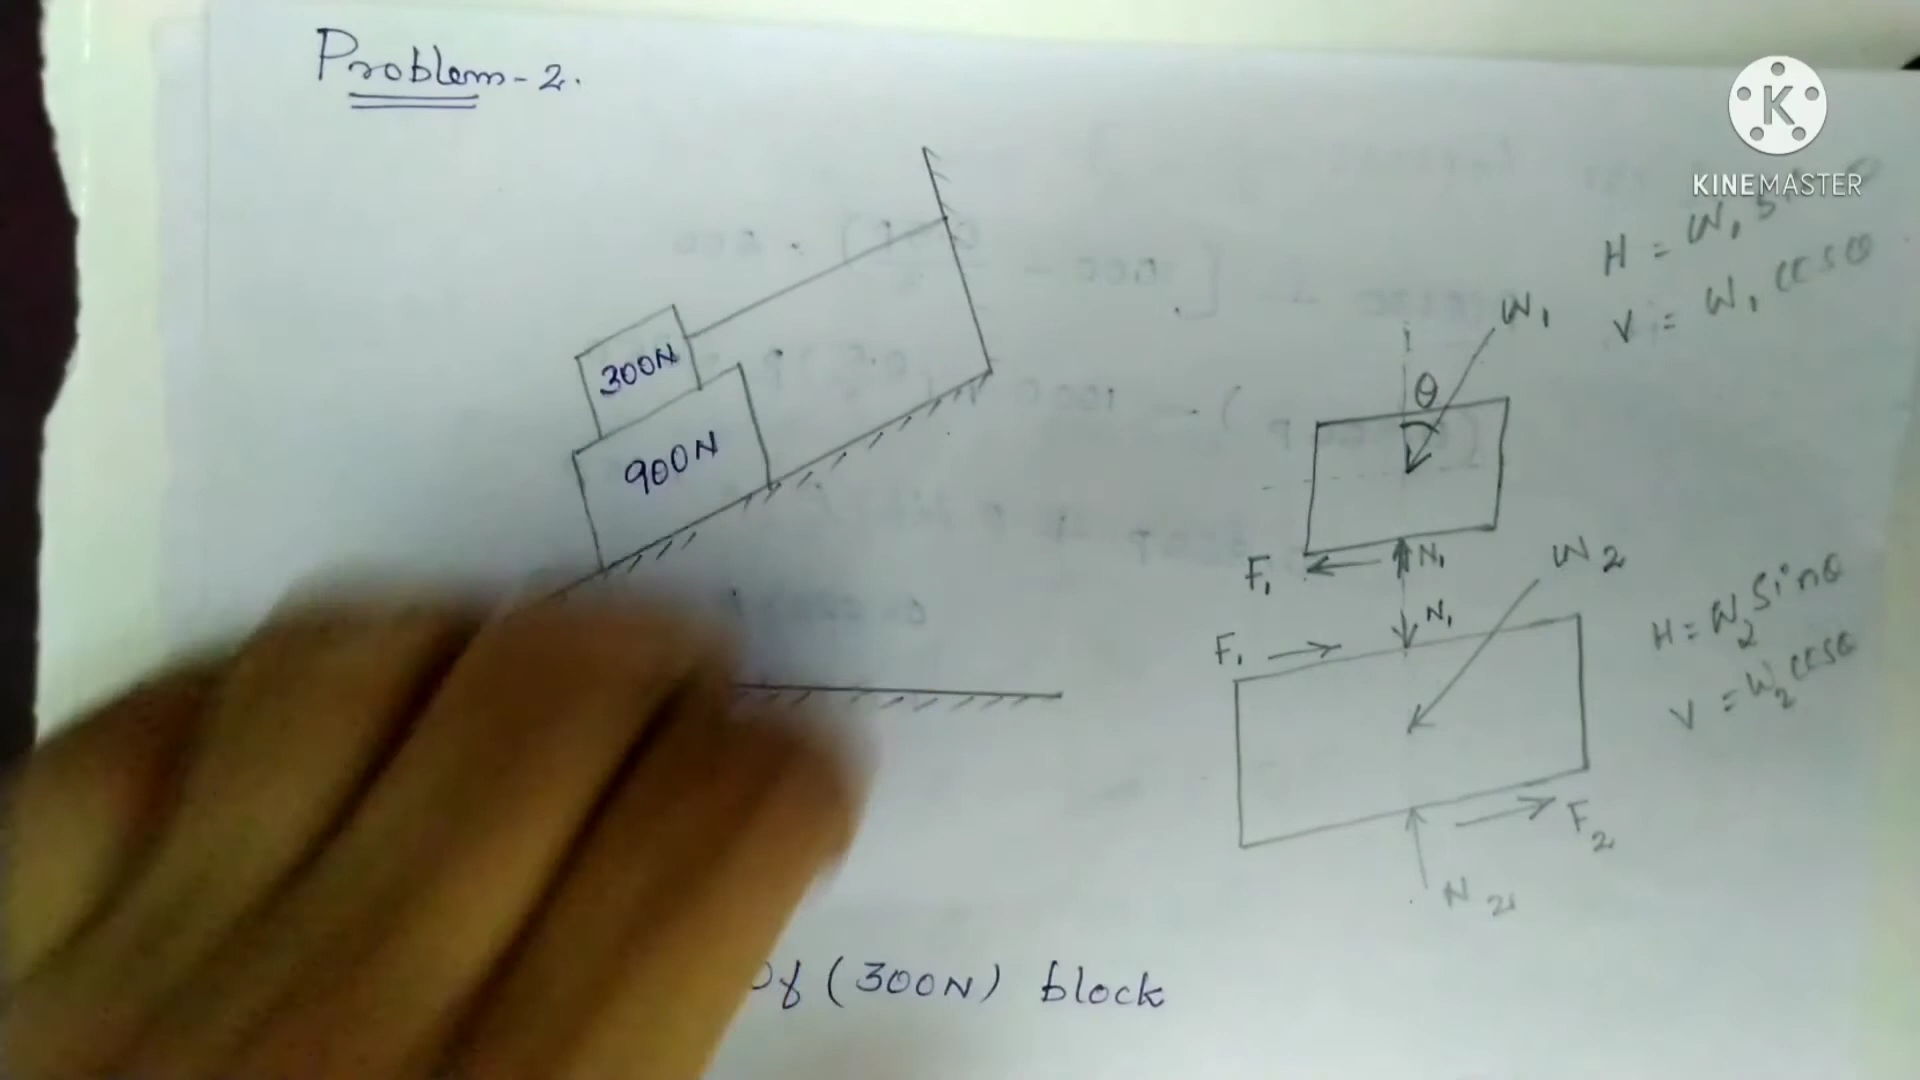 Problem-2.
KINEMASTER
H = W1 sinθ
V = W1 cosθ
300N
900N
W1
θ
F1
N1
F1
N1
W2
H = W2 sinθ
V = W2 cosθ
F2
N2
Of (300N) block